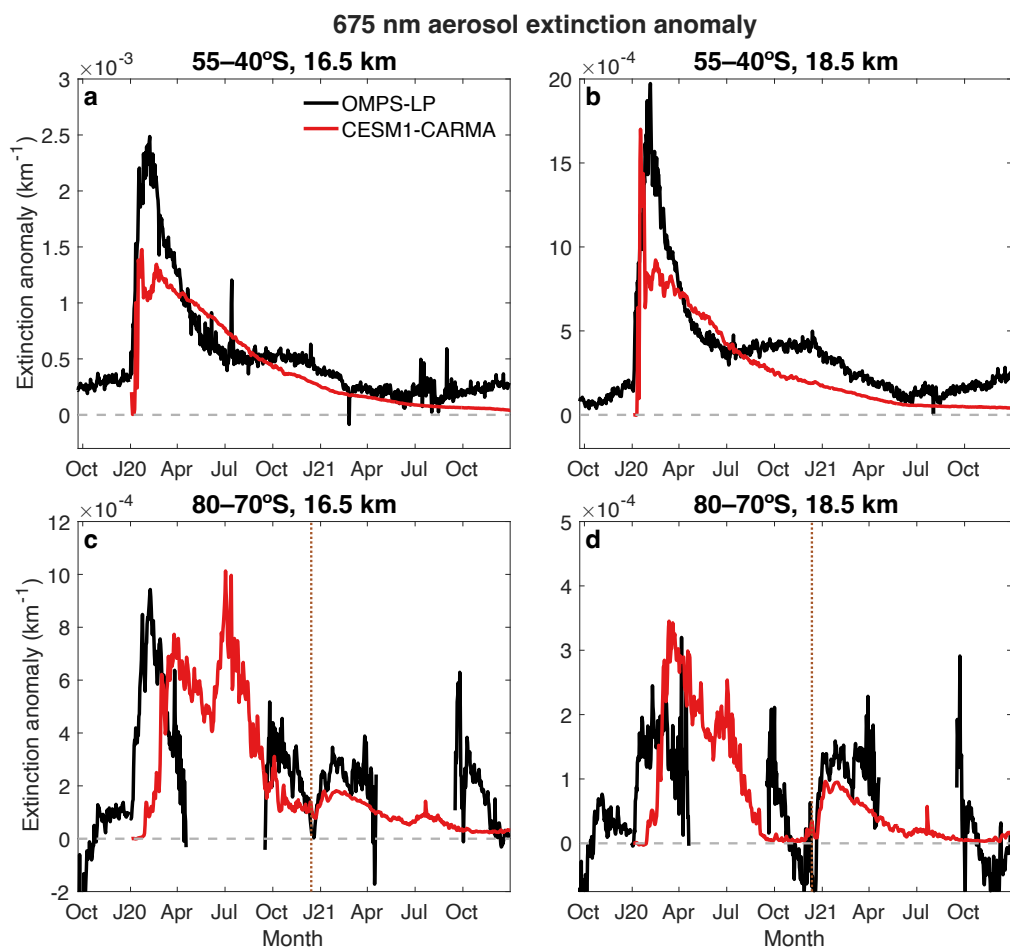 675 nm aerosol extinction anomaly
×10⁻³
55–40ºS, 16.5 km
a
OMPS-LP
CESM1-CARMA
Extinction anomaly (km⁻¹)
3
2.5
2
1.5
1
0.5
0
Oct J20 Apr Jul Oct J21 Apr Jul Oct
×10⁻⁴
55–40ºS, 18.5 km
b
20
15
10
5
0
Oct J20 Apr Jul Oct J21 Apr Jul Oct
×10⁻⁴
80–70ºS, 16.5 km
c
Extinction anomaly (km⁻¹)
12
10
8
6
4
2
0
-2
Oct J20 Apr Jul Oct J21 Apr Jul Oct
Month
×10⁻⁴
80–70ºS, 18.5 km
d
5
4
3
2
1
0
Oct J20 Apr Jul Oct J21 Apr Jul Oct
Month